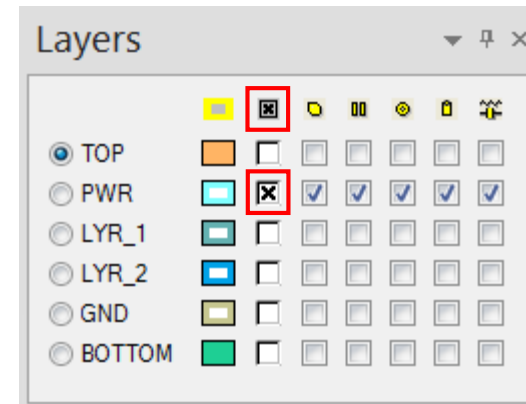 Layers
TOP
PWR
LYR_1
LYR_2
GND
BOTTOM